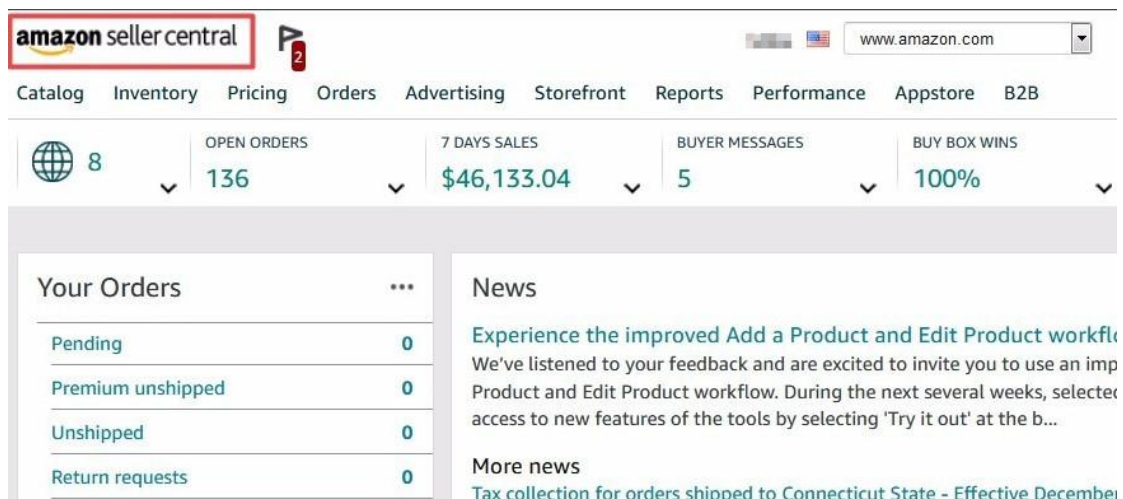 amazon seller central
2
www.amazon.com
Catalog Inventory Pricing Orders Advertising Storefront Reports Performance Appstore B2B
8
OPEN ORDERS
136
7 DAYS SALES
$46,133.04
BUYER MESSAGES
5
BUY BOX WINS
100%
Your Orders
Pending 0
Premium unshipped 0
Unshipped 0
Return requests 0
News
Experience the improved Add a Product and Edit Product
We've listened to your feedback and are excited to invite you to use an imp
Product and Edit Product workflow. During the next several weeks, selected
access to new features of the tools by selecting 'Try it out' at the b...
More news
Tax collection for orders shipped to Connecticut State - Effective December